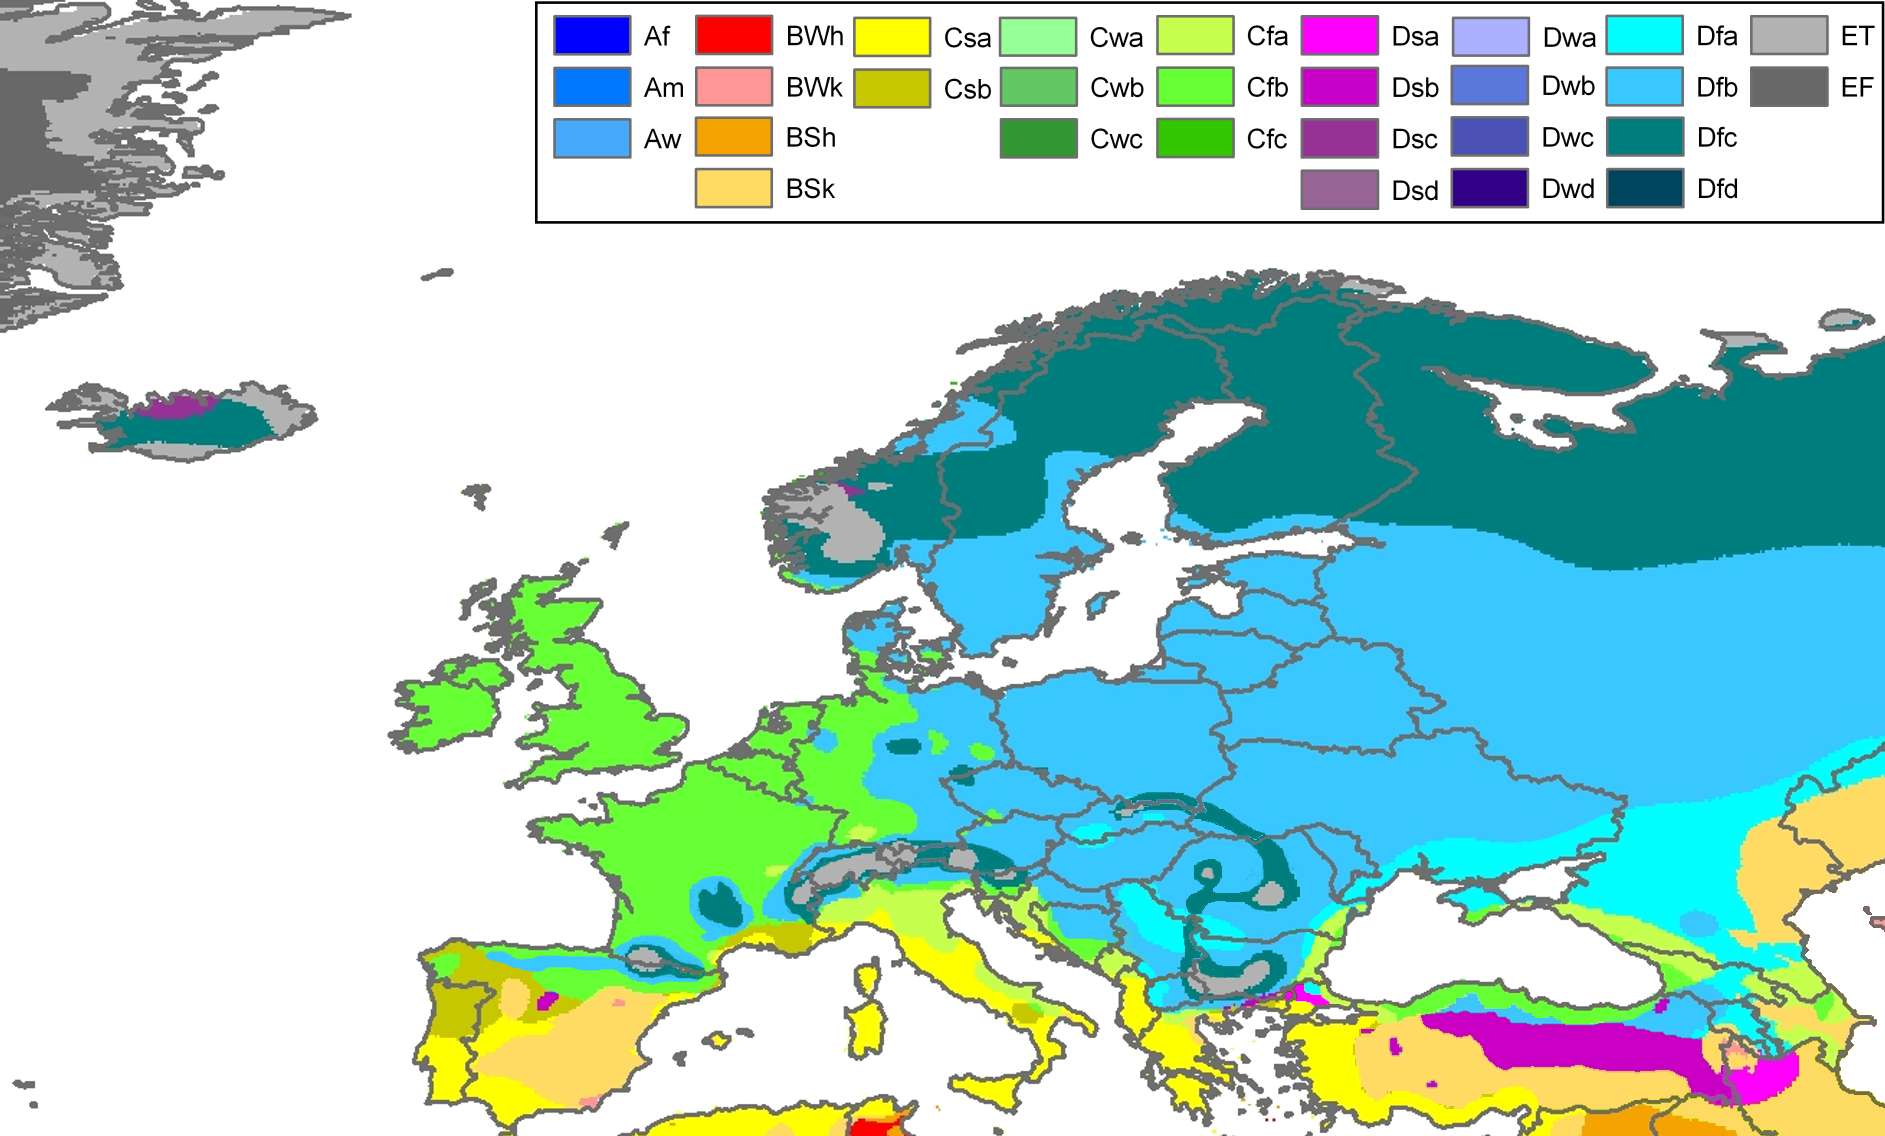 Af BWh Csa Cwa Cfa Dsa Dwa Dfa ET
Am BWk Csb Cwb Cfb Dsb Dwb Dfb EF
Aw BSh Cwc Cfc Dsc Dwc Dfc
BSk Dsd Dwd Dfd